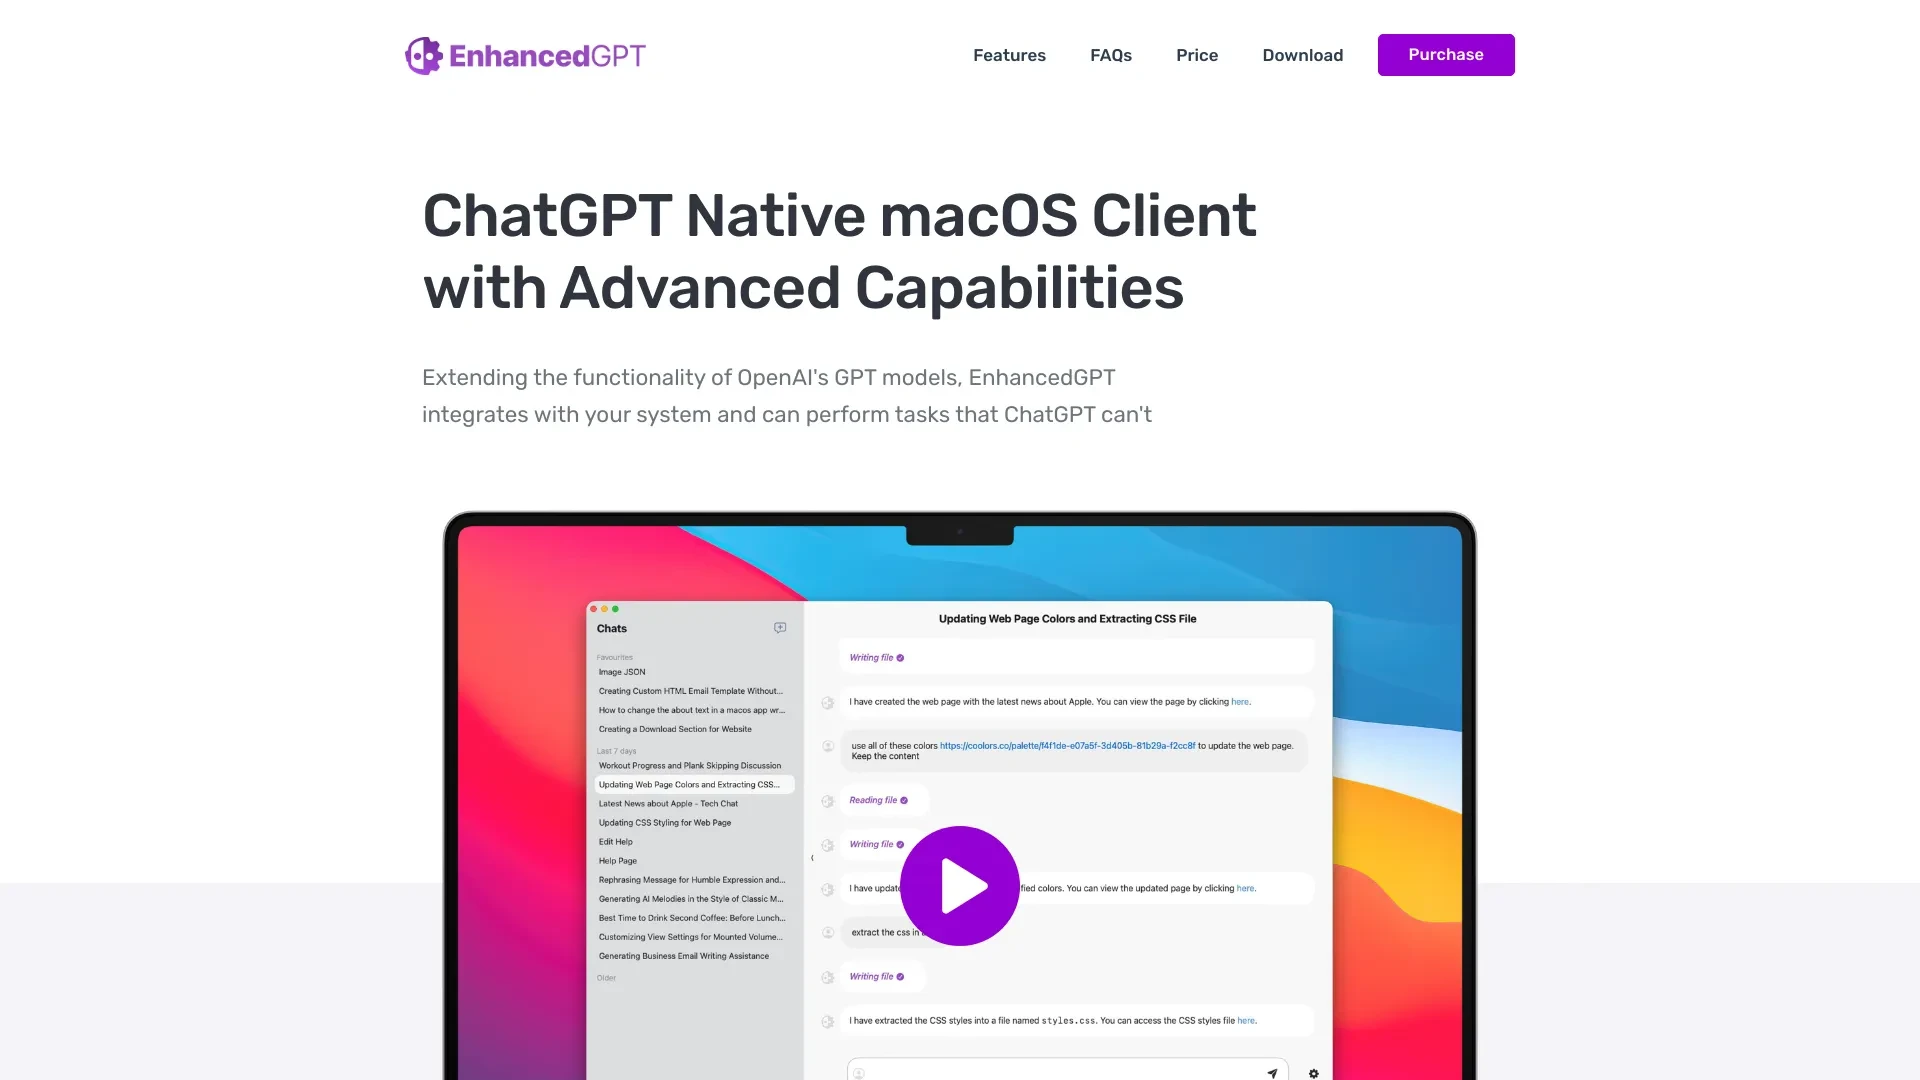 EnhancedGPT
Features
FAQs
Price
Download
Purchase
ChatGPT Native macOS Client
with Advanced Capabilities
Extending the functionality of OpenAI's GPT models, EnhancedGPT
integrates with your system and can perform tasks that ChatGPT can't
Chats
Favourites
Image JSON
Creating Custom HTML Email Template Without...
How to change the about text in a macos app wr...
Creating a Download Section for Website
Last 7 days
Workout Progress and Plank Skipping Discussion
Updating Web Page Colors and Extracting CSS...
Latest News about Apple - Tech Chat
Updating CSS Styling for Web Page
Edit Help
Help Page
Rephrasing Message for Humble Expression and...
Generating AI Melodies in the Style of Classic M...
Best Time to Drink Second Coffee: Before Lunch...
Customizing View Settings for Mounted Volume...
Generating Business Email Writing Assistance
Older
Updating Web Page Colors and Extracting CSS File
Writing file
I have created the web page with the latest news about Apple. You can view the page by clicking here.
use all of these colors https://coolors.co/palette/f4f1de-e07a5f-3d405b-81b29a-f2cc8f to update the web page.
Keep the content
Reading file
Writing file
I have updat fied colors. You can view the updated page by clicking here.
extract the css in
Writing file
I have extracted the CSS styles into a file named styles.css. You can access the CSS styles file here.